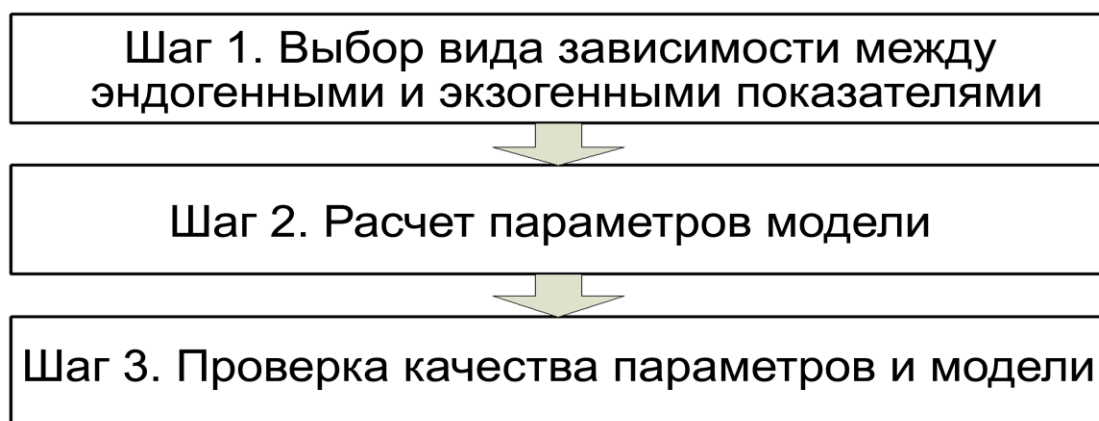 Шаг 1. Выбор вида зависимости между
эндогенными и экзогенными показателями
Шаг 2. Расчет параметров модели
Шаг 3. Проверка качества параметров и модели